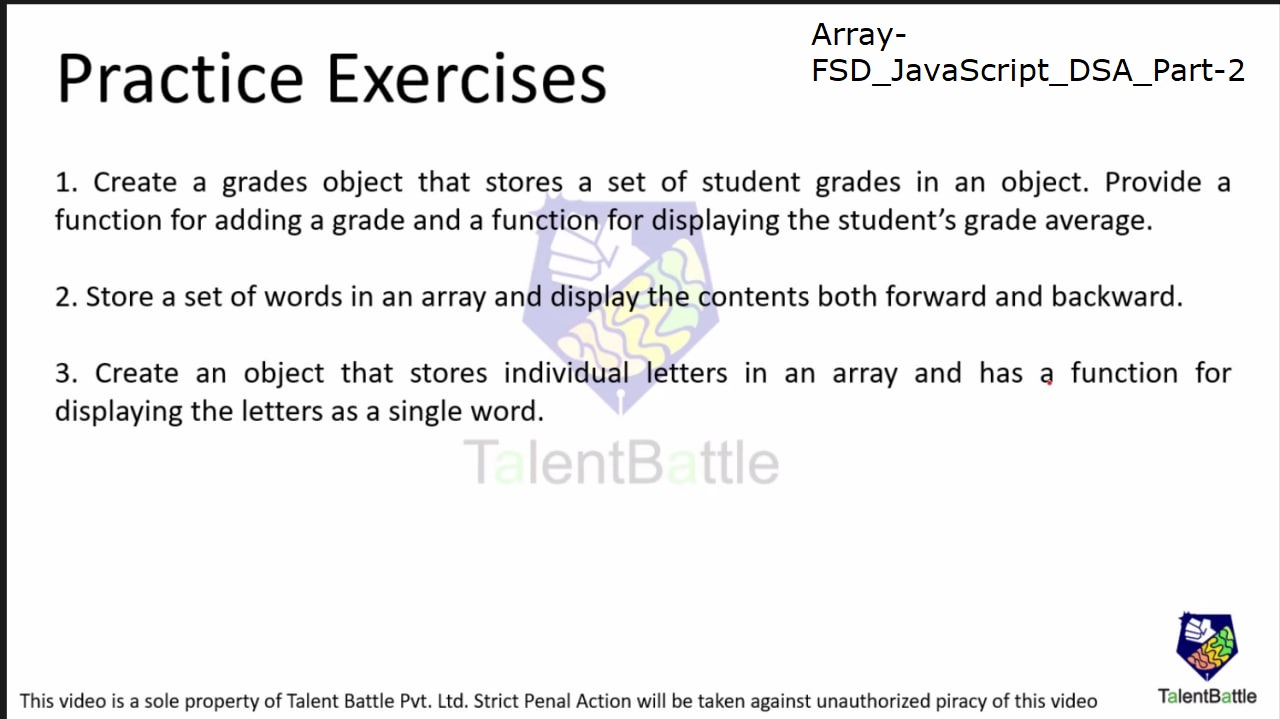 Array-
FSD_JavaScript_DSA_Part-2
Practice Exercises
1. Create a grades object that stores a set of student grades in an object. Provide a
function for adding a grade and a function for displaying the student’s grade average.
2. Store a set of words in an array and display the contents both forward and backward.
3. Create an object that stores individual letters in an array and has a function for
displaying the letters as a single word.
TalentBattle
TalentBattle
This video is a sole property of Talent Battle Pvt. Ltd. Strict Penal Action will be taken against unauthorized piracy of this video